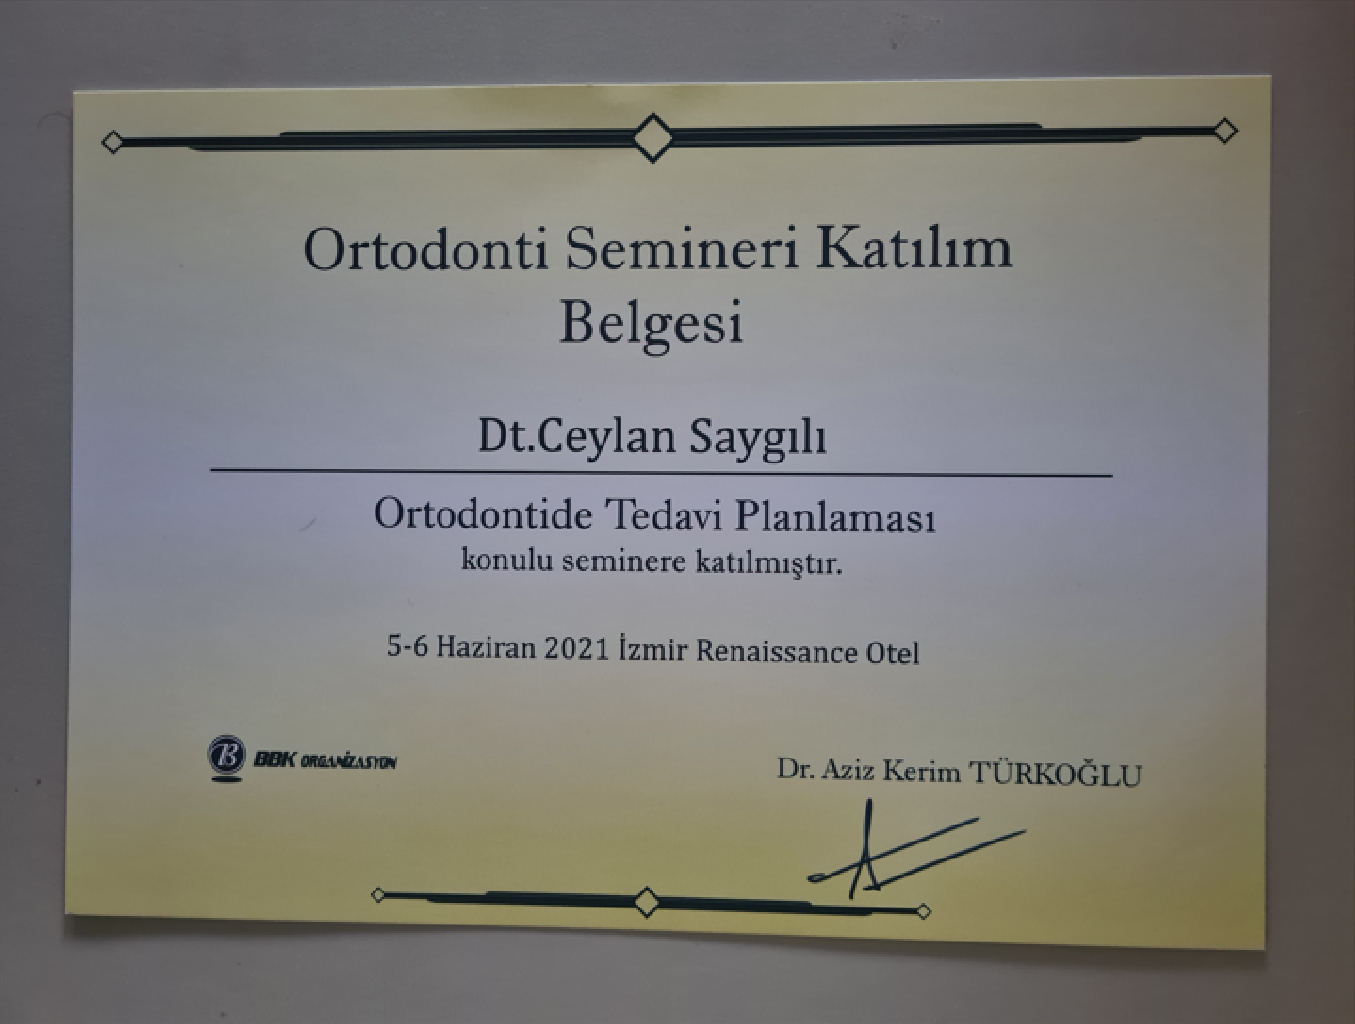 Ortodonti Semineri Katılım
Belgesi
Dt.Ceylan Saygılı
Ortodontide Tedavi Planlaması
konulu seminere katılmıştır.
5-6 Haziran 2021 İzmir Renaissance Otel
B BBK ORGANİZASYON
Dr. Aziz Kerim TÜRKOĞLU